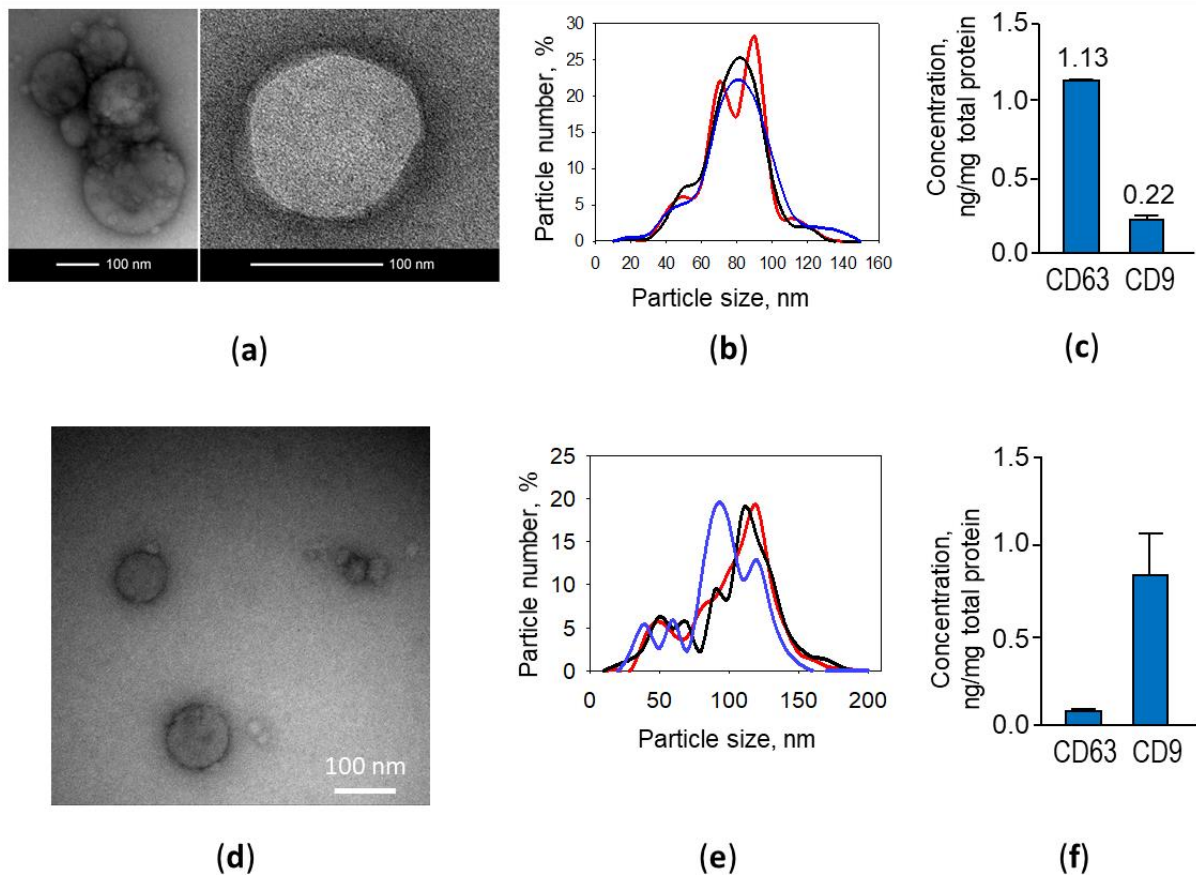 100 nm
100 nm
(a)
Particle number, %
30
25
20
15
10
5
0
0 20 40 60 80 100 120 140 160
Particle size, nm
(b)
Concentration,
ng/mg total protein
1.5
1.0
0.5
0.0
1.13
0.22
CD63 CD9
(c)
100 nm
(d)
Particle number, %
25
20
15
10
5
0
0 50 100 150 200
Particle size, nm
(e)
Concentration,
ng/mg total protein
1.5
1.0
0.5
0.0
CD63 CD9
(f)